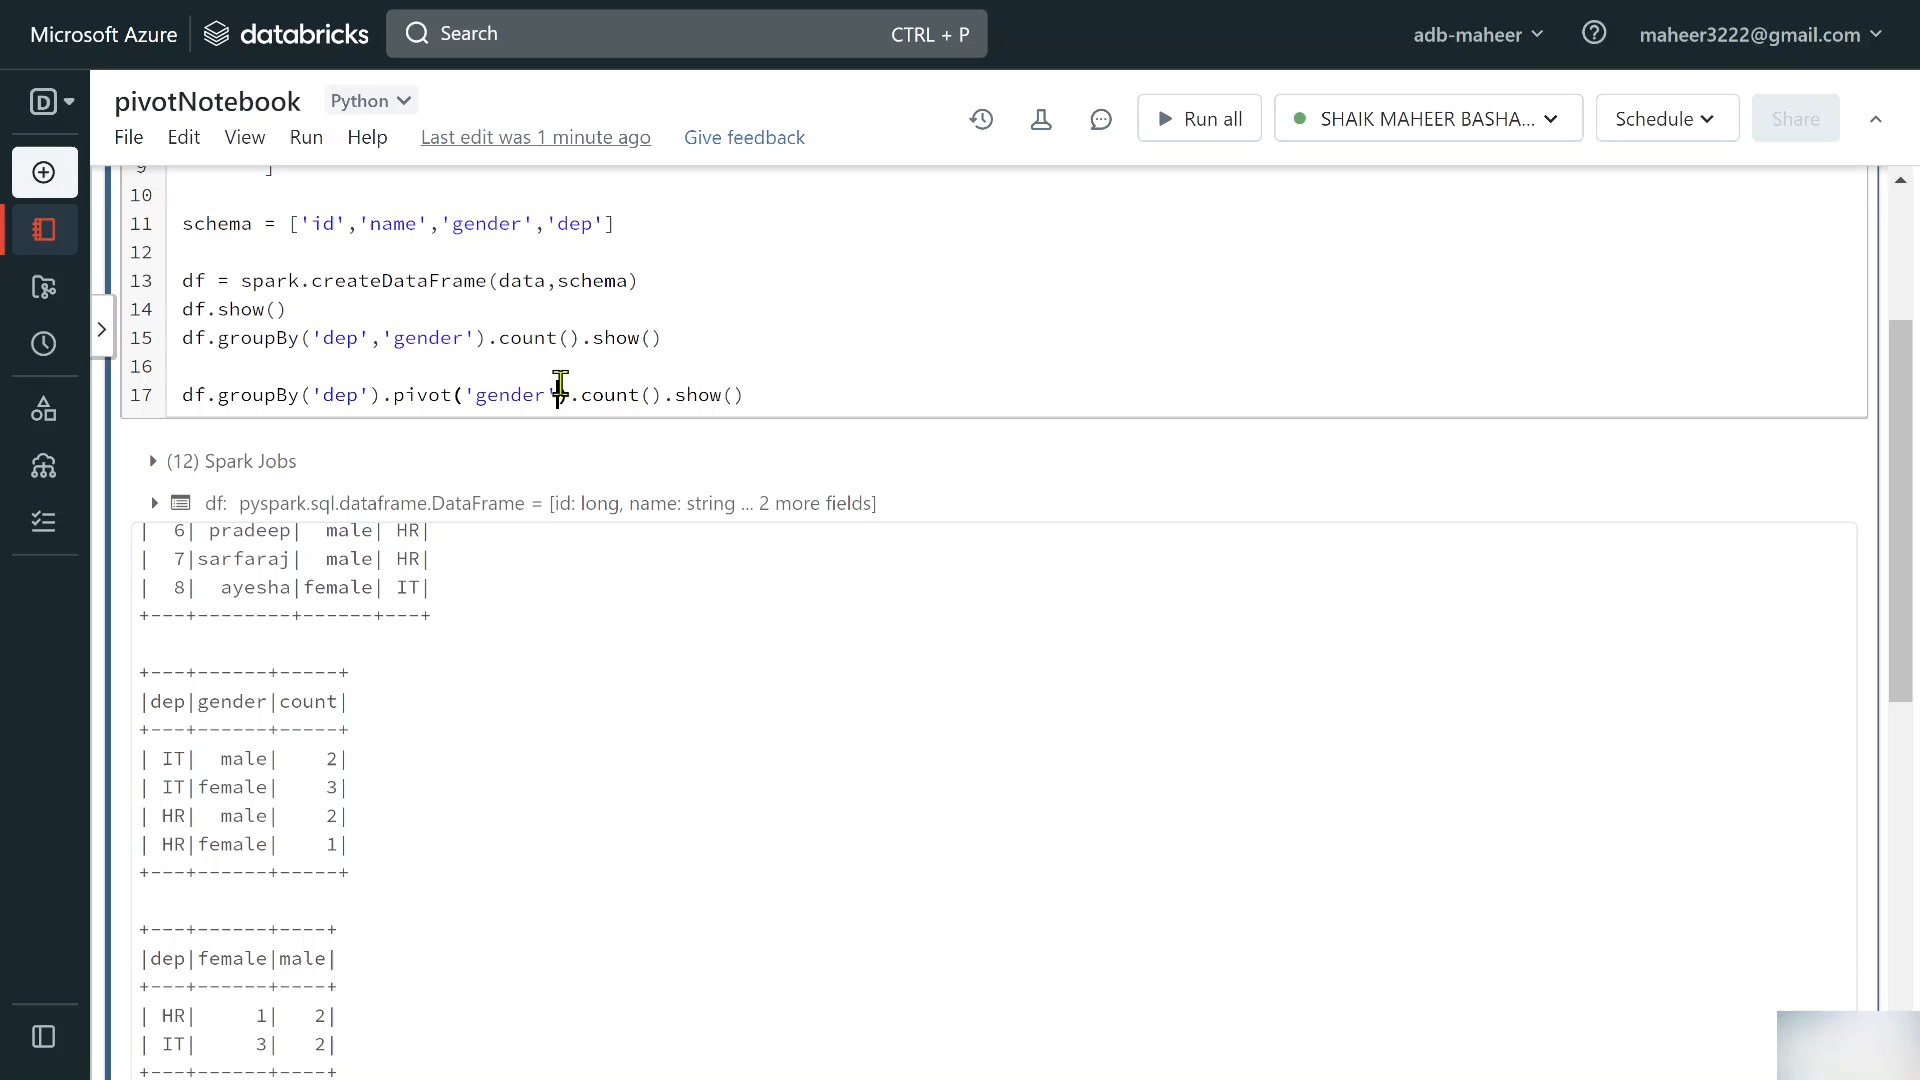 Microsoft Azure databricks Search CTRL + P adb-maheer maheer3222@gmail.com
pivotNotebook Python
File Edit View Run Help Last edit was 1 minute ago Give feedback Run all SHAIK MAHEER BASHA... Schedule Share
9 ]
10
11 schema = ['id','name','gender','dep']
12
13 df = spark.createDataFrame(data,schema)
14 df.show()
15 df.groupBy('dep','gender').count().show()
16
17 df.groupBy('dep').pivot('gender').count().show()
(12) Spark Jobs
df: pyspark.sql.dataframe.DataFrame = [id: long, name: string ... 2 more fields]
|  6| pradeep|  male| HR|
|  7|sarfaraj|  male| HR|
|  8|  ayesha|female| IT|
+---+--------+------+---+
+---+------+-----+
|dep|gender|count|
+---+------+-----+
| IT|  male|    2|
| IT|female|    3|
| HR|  male|    2|
| HR|female|    1|
+---+------+-----+
+---+------+----+
|dep|female|male|
+---+------+----+
| HR|     1|   2|
| IT|     3|   2|
+---+------+----+